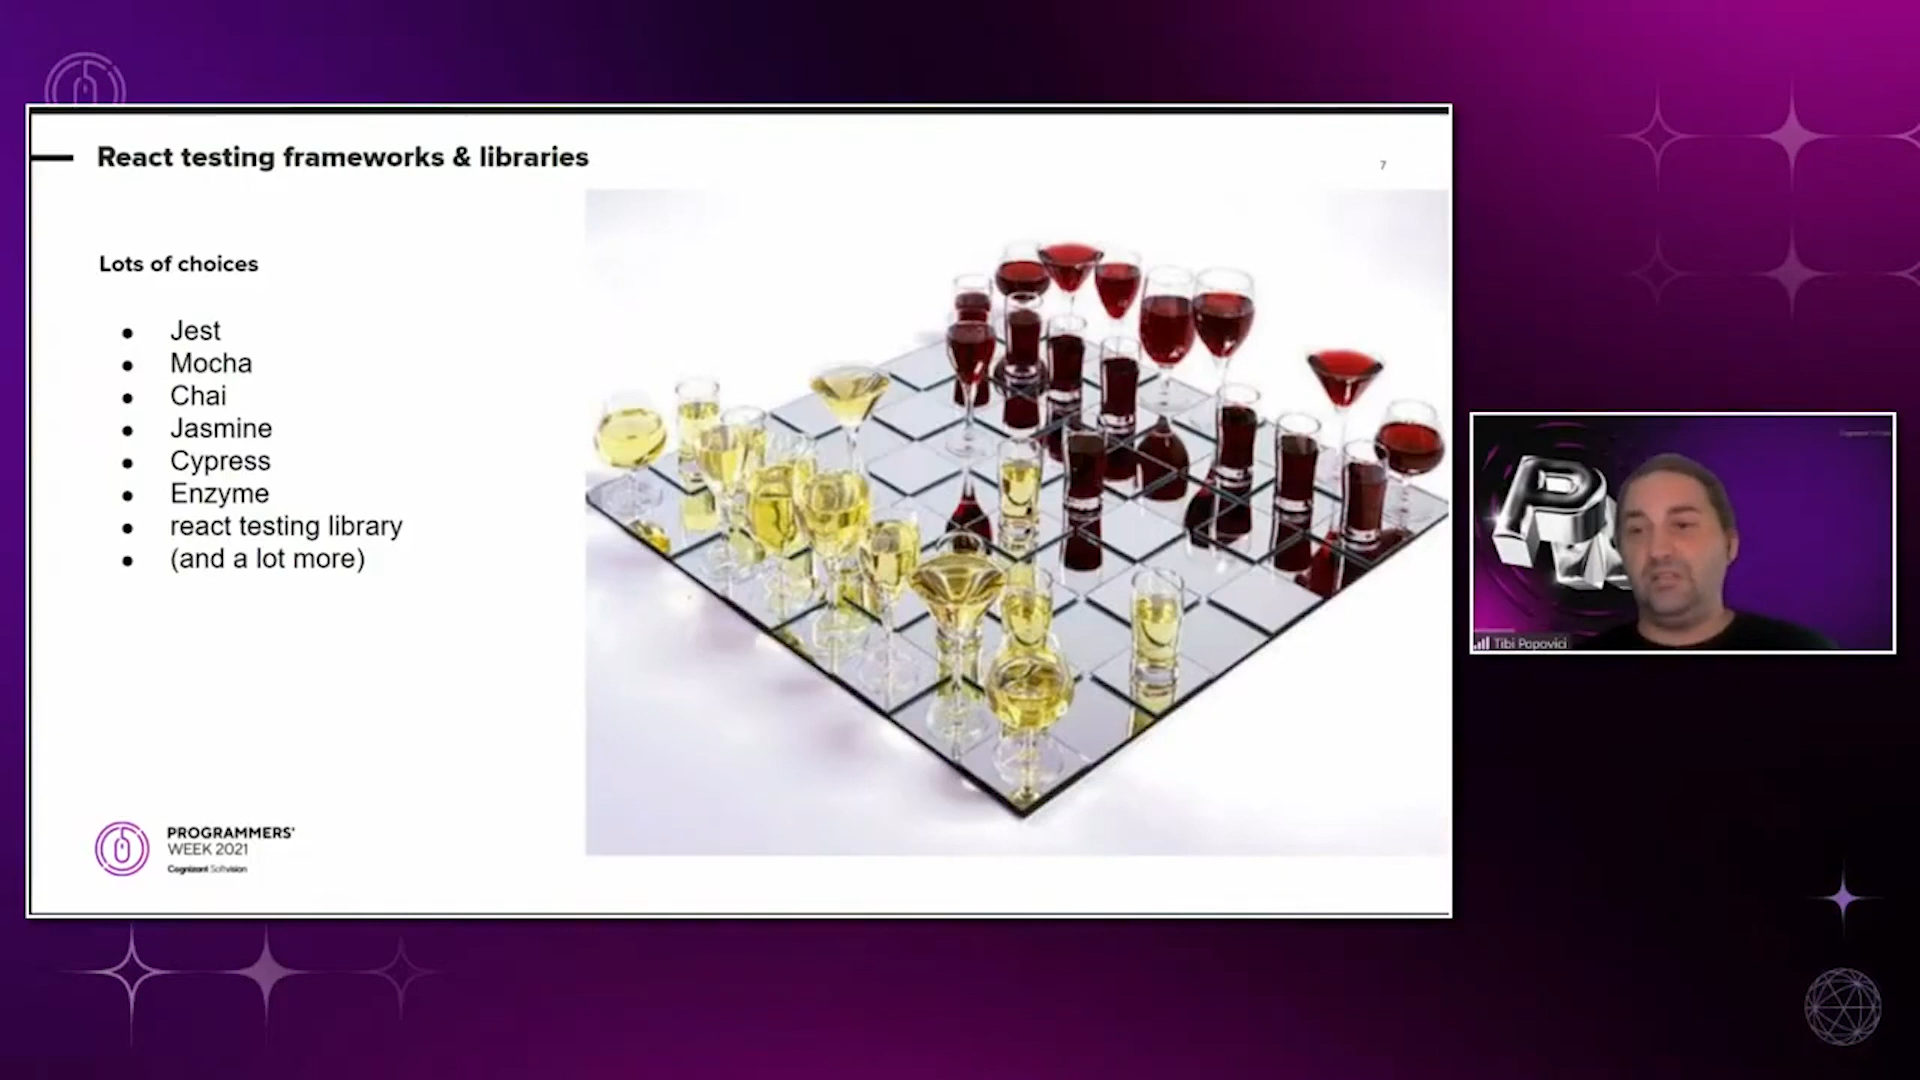 React testing frameworks & libraries
7
Lots of choices
● Jest
● Mocha
● Chai
● Jasmine
● Cypress
● Enzyme
● react testing library
● (and a lot more)
PROGRAMMERS'
WEEK 2021
Cognizant Softvision
Tibi Popovici